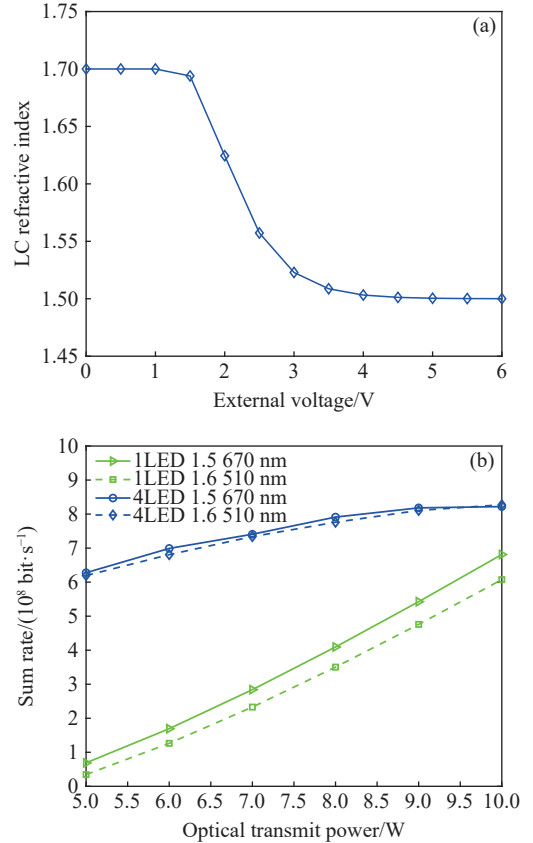 (a)
1.75
1.70
1.65
1.60
1.55
1.50
1.45
LC refractive index
0 1 2 3 4 5 6
External voltage/V
(b)
1LED 1.5 670 nm
1LED 1.6 510 nm
4LED 1.5 670 nm
4LED 1.6 510 nm
10
9
8
7
6
5
4
3
2
1
0
Sum rate/(10⁸ bit·s⁻¹)
5.0 5.5 6.0 6.5 7.0 7.5 8.0 8.5 9.0 9.5 10.0
Optical transmit power/W